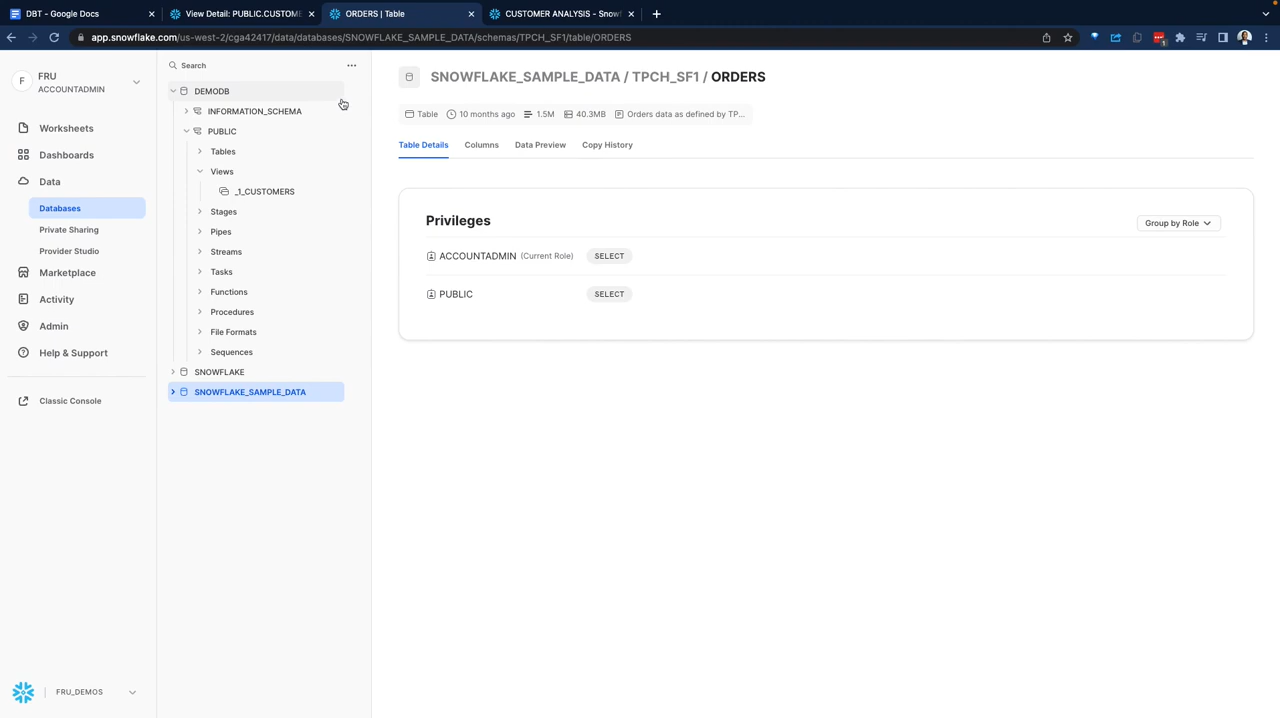 DBT - Google Docs
View Detail: PUBLIC.CUSTOME
ORDERS | Table
CUSTOMER ANALYSIS - Snowf
app.snowflake.com/us-west-2/cga42417/data/databases/SNOWFLAKE_SAMPLE_DATA/schemas/TPCH_SF1/table/ORDERS
1
F
FRU
ACCOUNTADMIN
Worksheets
Dashboards
Data
Databases
Private Sharing
Provider Studio
Marketplace
Activity
Admin
Help & Support
Classic Console
FRU_DEMOS
Search
DEMODB
INFORMATION_SCHEMA
PUBLIC
Tables
Views
_1_CUSTOMERS
Stages
Pipes
Streams
Tasks
Functions
Procedures
File Formats
Sequences
SNOWFLAKE
SNOWFLAKE_SAMPLE_DATA
SNOWFLAKE_SAMPLE_DATA / TPCH_SF1 / ORDERS
Table 10 months ago 1.5M 40.3MB Orders data as defined by TP...
Table Details Columns Data Preview Copy History
Privileges
Group by Role
ACCOUNTADMIN (Current Role) SELECT
PUBLIC SELECT